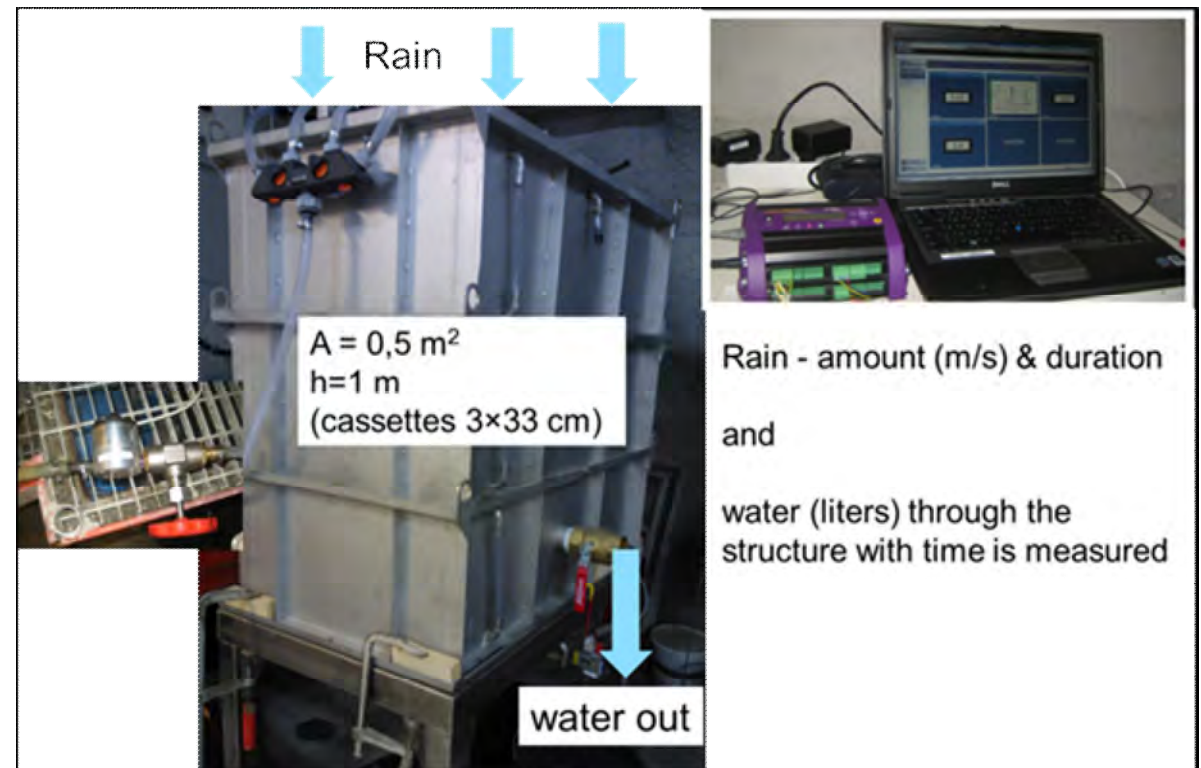 Rain
A = 0,5 m²
h=1 m
(cassettes 3×33 cm)
water out
Rain - amount (m/s) & duration
and
water (liters) through the
structure with time is measured
DELL